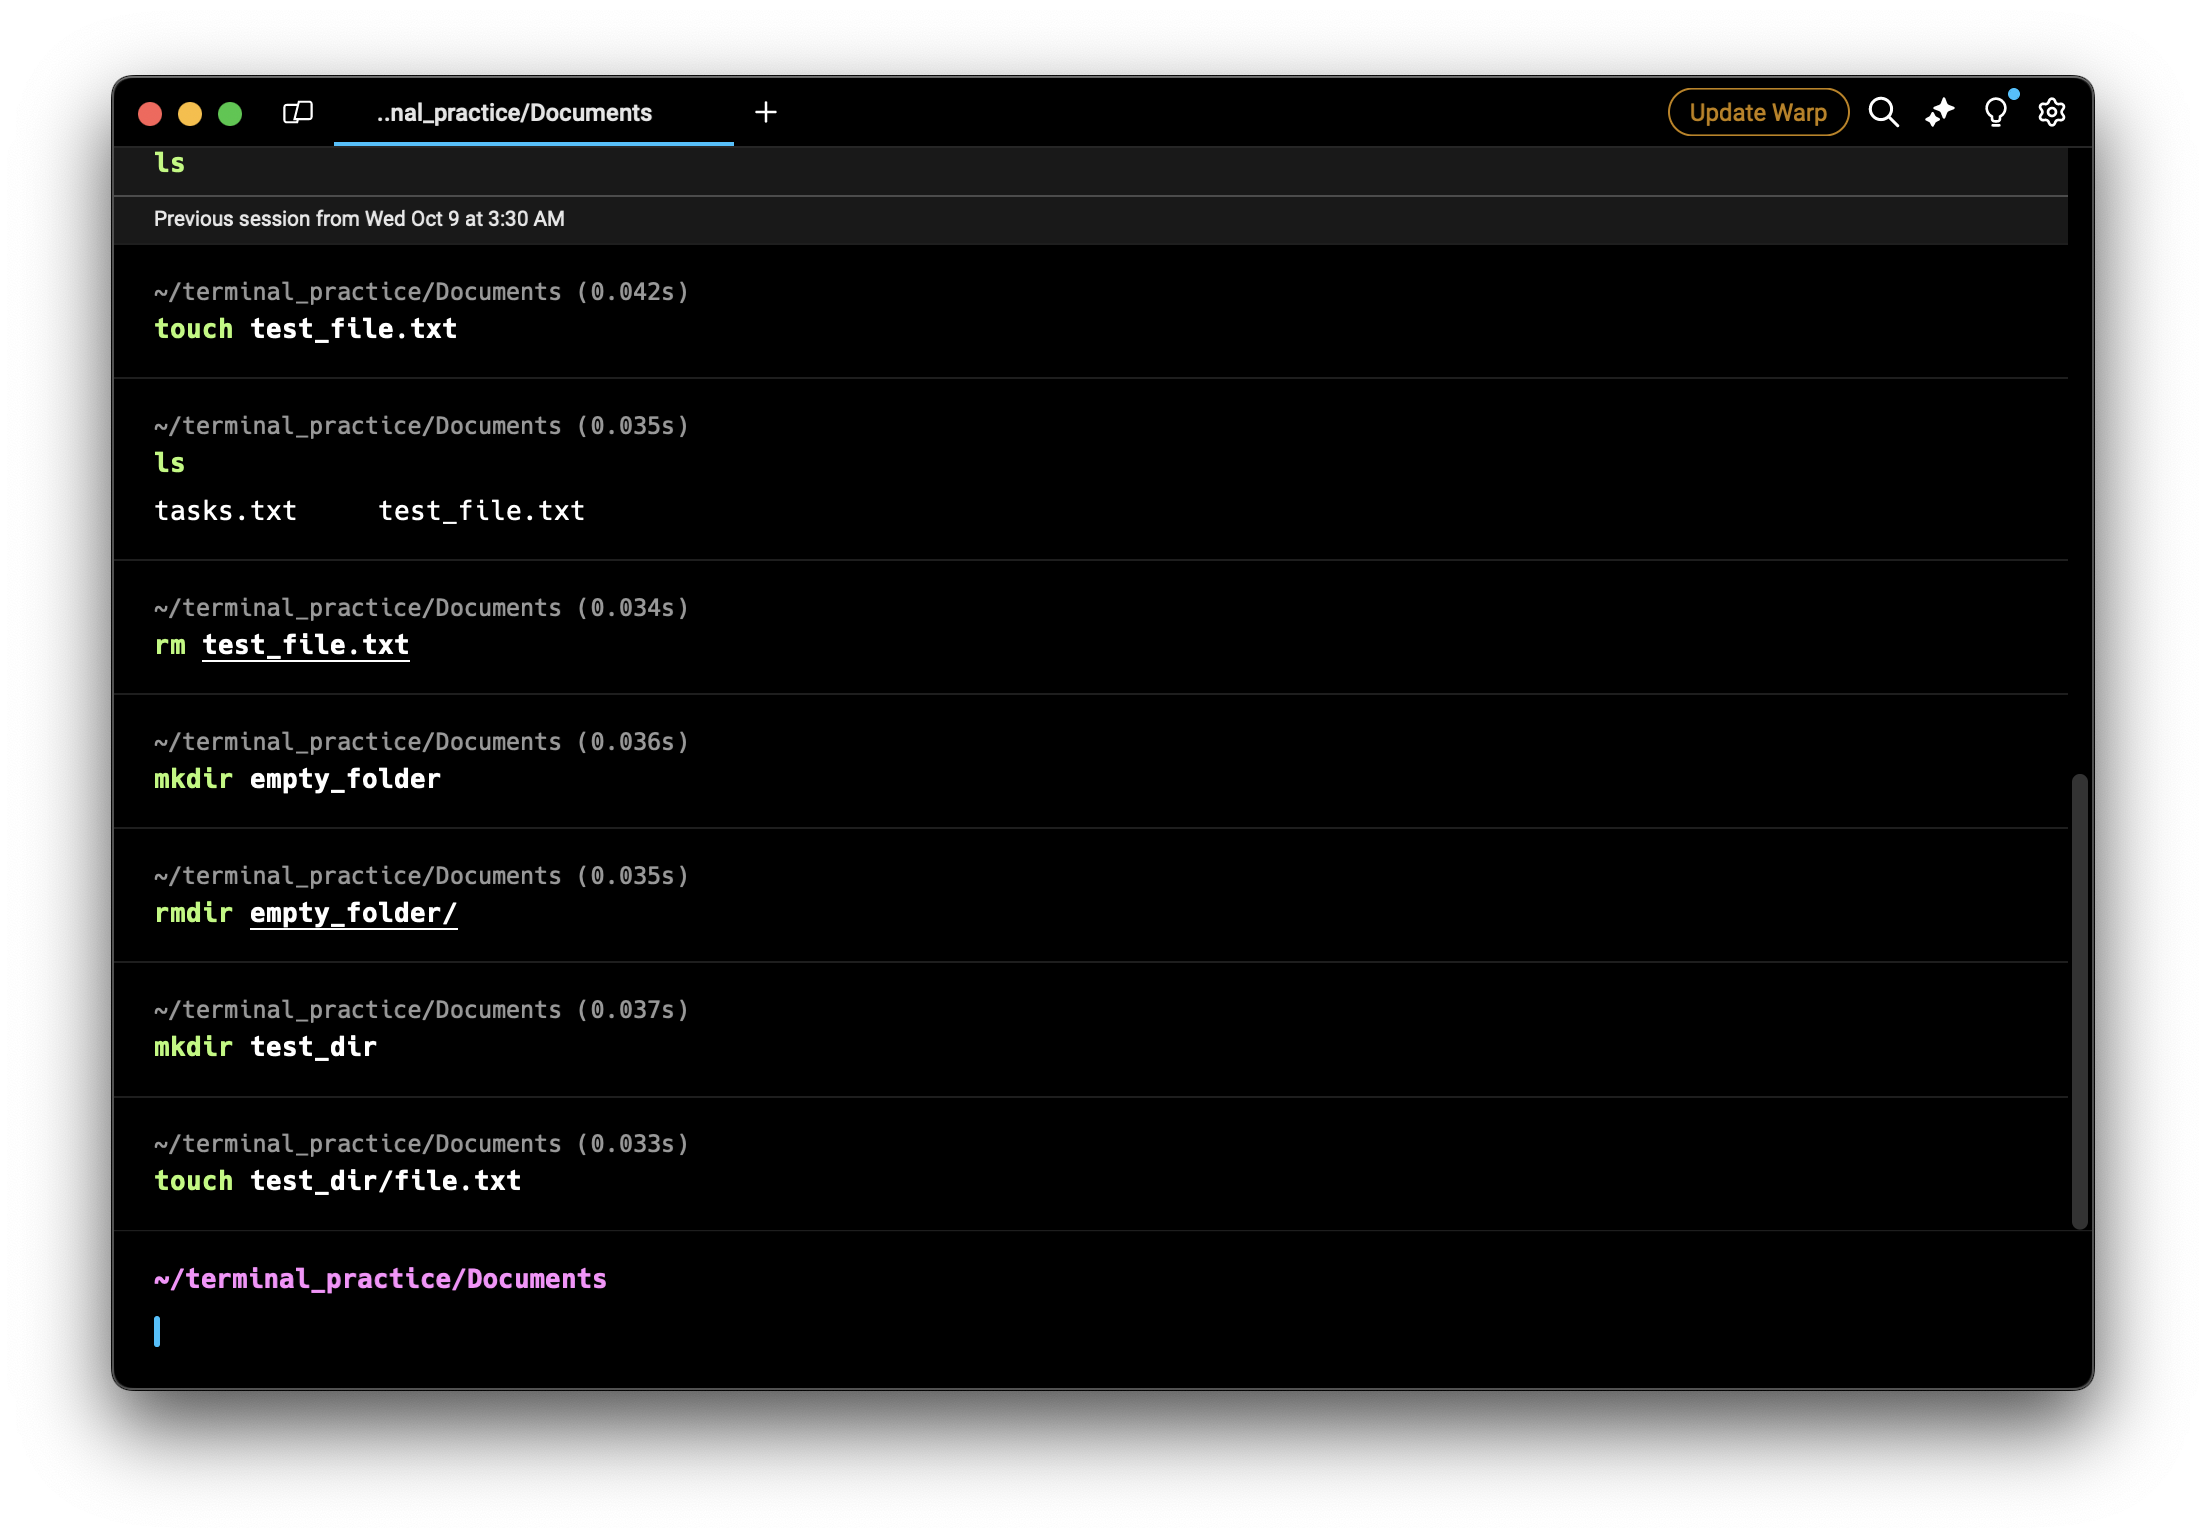 ..nal_practice/Documents
Update Warp
ls
Previous session from Wed Oct 9 at 3:30 AM
~/terminal_practice/Documents (0.042s)
touch test_file.txt
~/terminal_practice/Documents (0.035s)
ls
tasks.txt     test_file.txt
~/terminal_practice/Documents (0.034s)
rm test_file.txt
~/terminal_practice/Documents (0.036s)
mkdir empty_folder
~/terminal_practice/Documents (0.035s)
rmdir empty_folder/
~/terminal_practice/Documents (0.037s)
mkdir test_dir
~/terminal_practice/Documents (0.033s)
touch test_dir/file.txt
~/terminal_practice/Documents